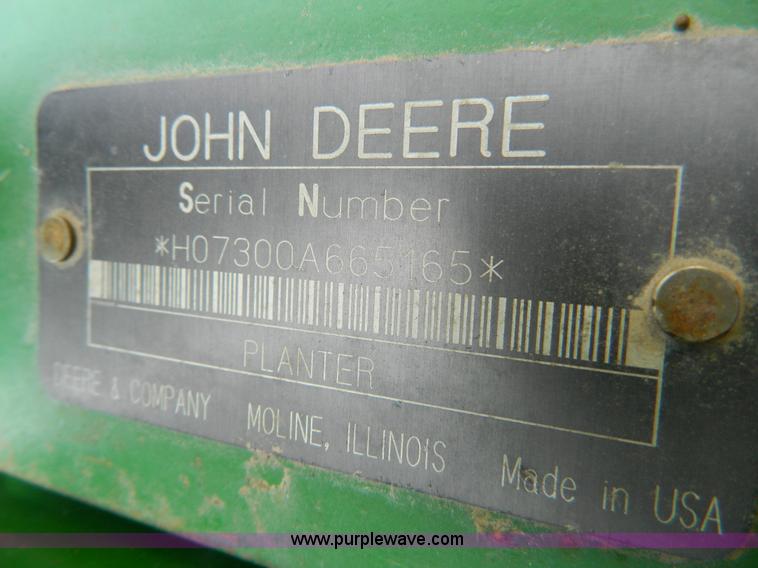 JOHN DEERE
Serial Number
*H07300A665165*
PLANTER
DEERE & COMPANY MOLINE, ILLINOIS Made in USA
www.purplewave.com